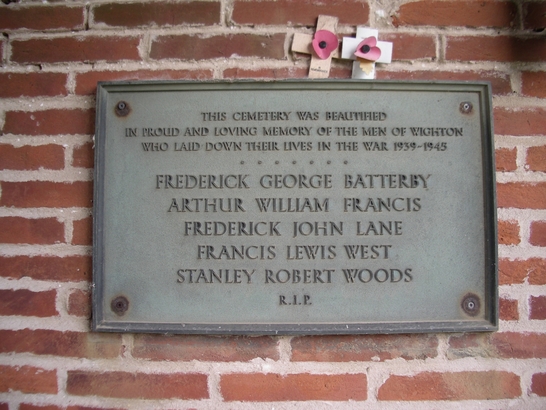 THIS CEMETERY WAS BEAUTIFIED
IN PROUD AND LOVING MEMORY OF THE MEN OF WIGHTON
WHO LAID DOWN THEIR LIVES IN THE WAR 1939-1945
* * * * * * *
FREDERICK GEORGE BATTERBY
ARTHUR WILLIAM FRANCIS
FREDERICK JOHN LANE
FRANCIS LEWIS WEST
STANLEY ROBERT WOODS
R.I.P.